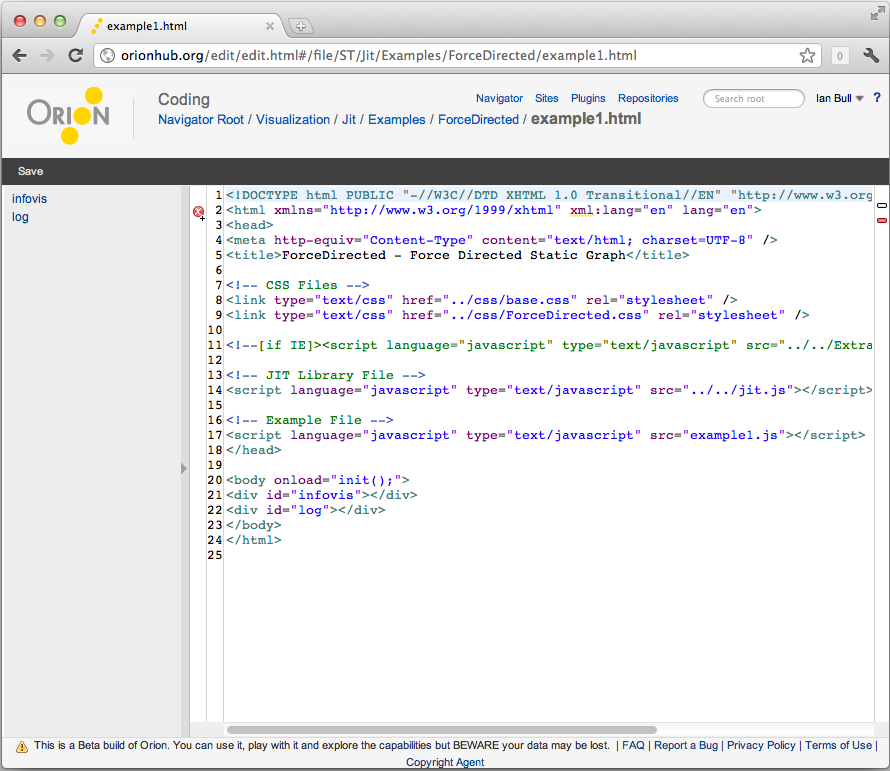 example1.html
orionhub.org/edit/edit.html#/file/ST/Jit/Examples/ForceDirected/example1.html
0
ORION
Coding
Navigator Sites Plugins Repositories Search root Ian Bull ?
Navigator Root / Visualization / Jit / Examples / ForceDirected / example1.html
Save
infovis
log
1 <!DOCTYPE html PUBLIC "-//W3C//DTD XHTML 1.0 Transitional//EN" "http://www.w3.org
2 <html xmlns="http://www.w3.org/1999/xhtml" xml:lang="en" lang="en">
3 <head>
4 <meta http-equiv="Content-Type" content="text/html; charset=UTF-8" />
5 <title>ForceDirected - Force Directed Static Graph</title>
6
7 <!-- CSS Files -->
8 <link type="text/css" href="../css/base.css" rel="stylesheet" />
9 <link type="text/css" href="../css/ForceDirected.css" rel="stylesheet" />
10
11 <!--[if IE]><script language="javascript" type="text/javascript" src="../../Extra
12
13 <!-- JIT Library File -->
14 <script language="javascript" type="text/javascript" src="../../jit.js"></script>
15
16 <!-- Example File -->
17 <script language="javascript" type="text/javascript" src="example1.js"></script>
18 </head>
19
20 <body onload="init();">
21 <div id="infovis"></div>
22 <div id="log"></div>
23 </body>
24 </html>
25
This is a Beta build of Orion. You can use it, play with it and explore the capabilities but BEWARE your data may be lost. | FAQ | Report a Bug | Privacy Policy | Terms of Use |
Copyright Agent